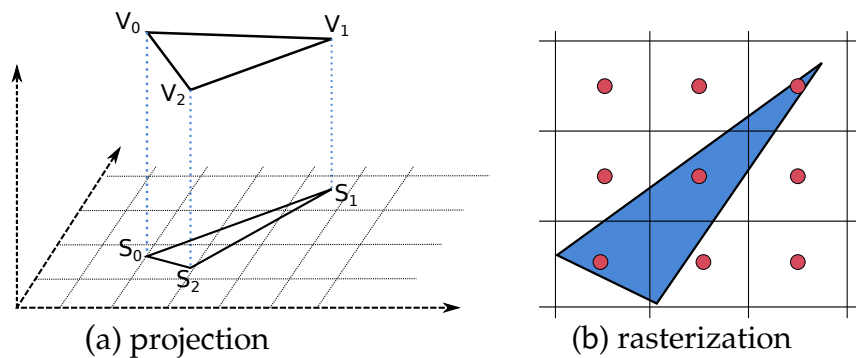 V0
V1
V2
S1
S0
S2
(a) projection
(b) rasterization